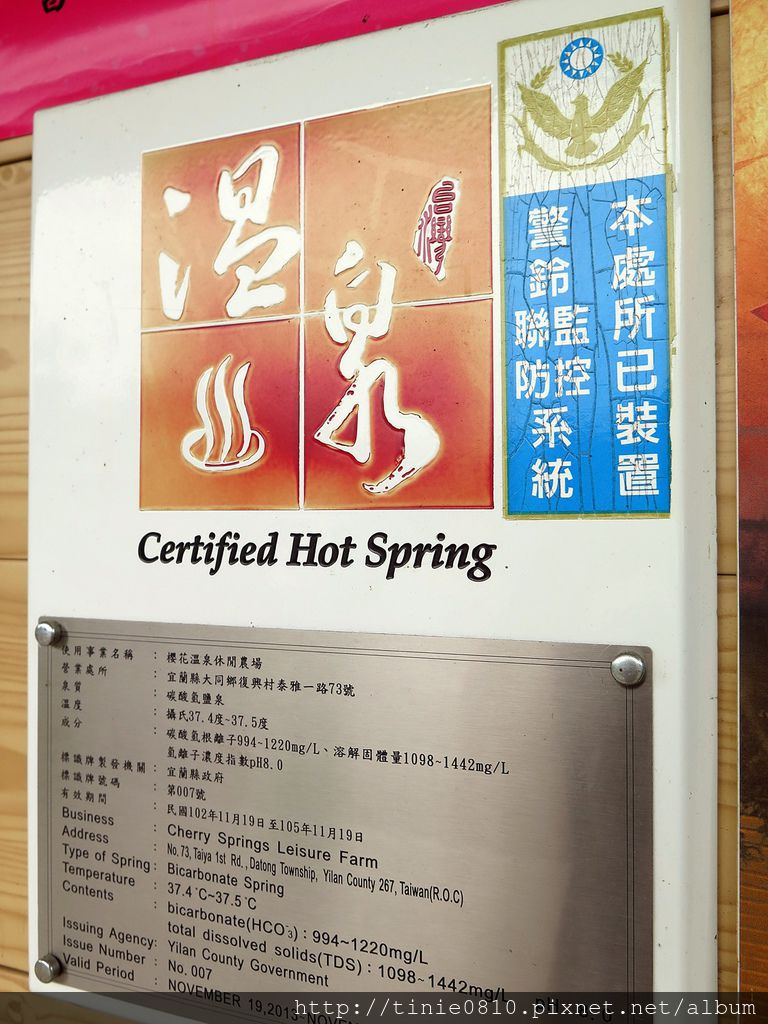 溫泉
Certified Hot Spring
本處所已裝置
警鈴監控
聯防系統
使用事業名稱 : 櫻花溫泉休閒農場
營業處所 : 宜蘭縣大同鄉復興村泰雅一路73號
泉質 : 碳酸氫鹽泉
溫度 : 攝氏37.4度~37.5度
成分 : 碳酸氫根離子994~1220mg/L、溶解固體量1098~1442mg/L
氫離子濃度指數pH8.0
標識牌製發機關 : 宜蘭縣政府
標識牌號碼 : 第007號
有效期間 : 民國102年11月19日至105年11月19日
Business : Cherry Springs Leisure Farm
Address : No.73,Taiya 1st Rd.,Datong Township, Yilan County 267,Taiwan(R.O.C)
Type of Spring : Bicarbonate Spring
Temperature : 37.4℃~37.5℃
Contents : bicarbonate(HCO₃⁻) : 994~1220mg/L
total dissolved solids(TDS) : 1098~1442mg/L
Issuing Agency : Yilan County Government
Issue Number : No.007
Valid Period : NOVEMBER 19,2013~
http://tinie0810.pixnet.net/album